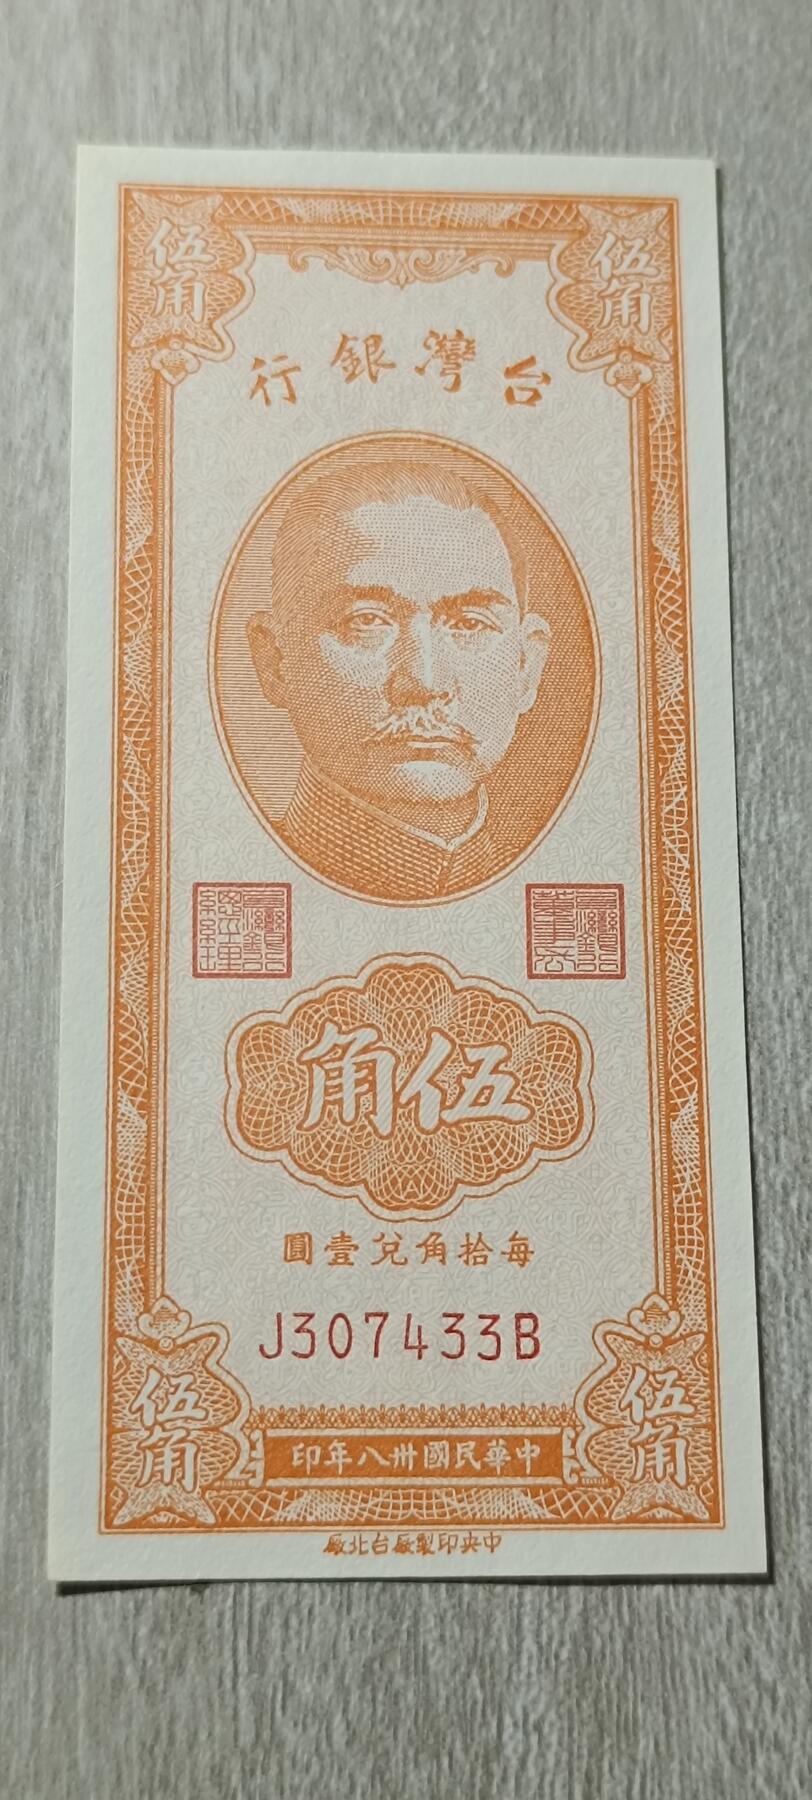 伍角
伍角
台灣銀行
伍角
每拾角兌壹圓
J307433B
伍角
伍角
中華民國卅八年印
中央印製廠台北廠